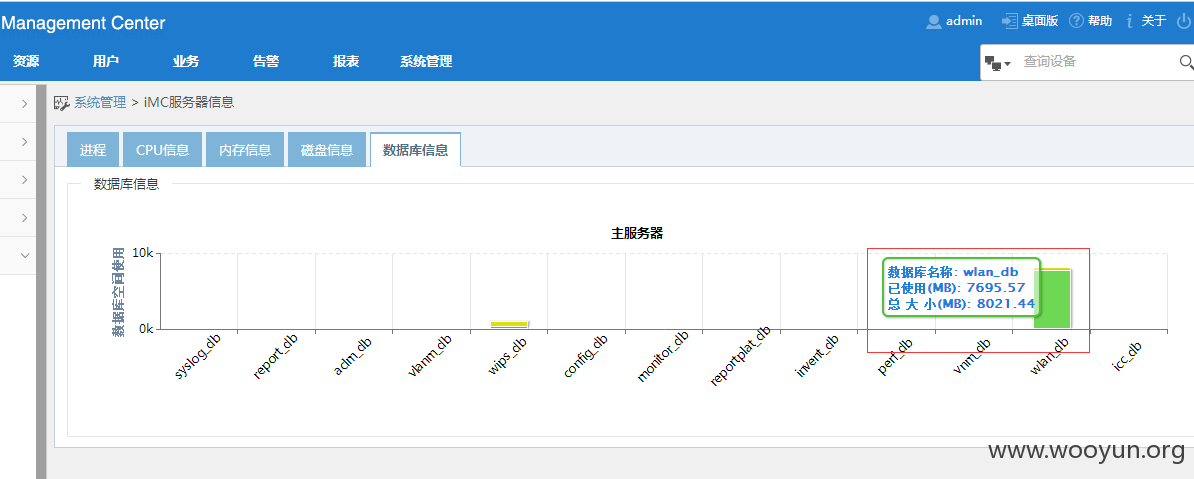 Management Center
admin 桌面版 帮助 关于
资源 用户 业务 告警 报表 系统管理
查询设备
系统管理 > iMC服务器信息
进程 CPU信息 内存信息 磁盘信息 数据库信息
数据库信息
主服务器
数据库空间使用
10k
0k
数据库名称: wlan_db
已使用(MB): 7695.57
总 大 小(MB): 8021.44
syslog_db report_db adm_db vlanm_db wips_db config_db monitor_db reportplat_db invent_db perf_db vnm_db wlan_db icc_db
www.wooyun.org